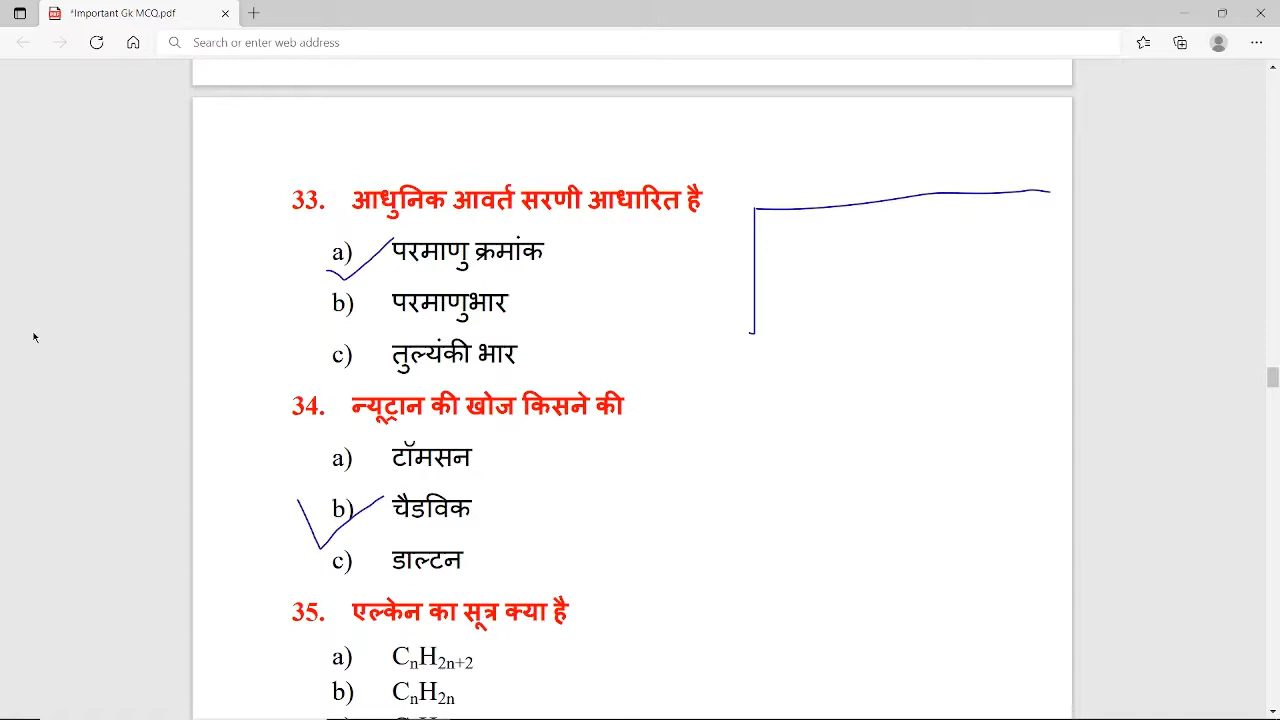 *Important Gk MCQ.pdf
Search or enter web address
33. आधुनिक आवर्त सरणी आधारित है
a) परमाणु क्रमांक
b) परमाणुभार
c) तुल्यंकी भार
34. न्यूट्रान की खोज किसने की
a) टॉमसन
b) चैडविक
c) डाल्टन
35. एल्केन का सूत्र क्या है
a) CₙH₂ₙ₊₂
b) CₙH₂ₙ